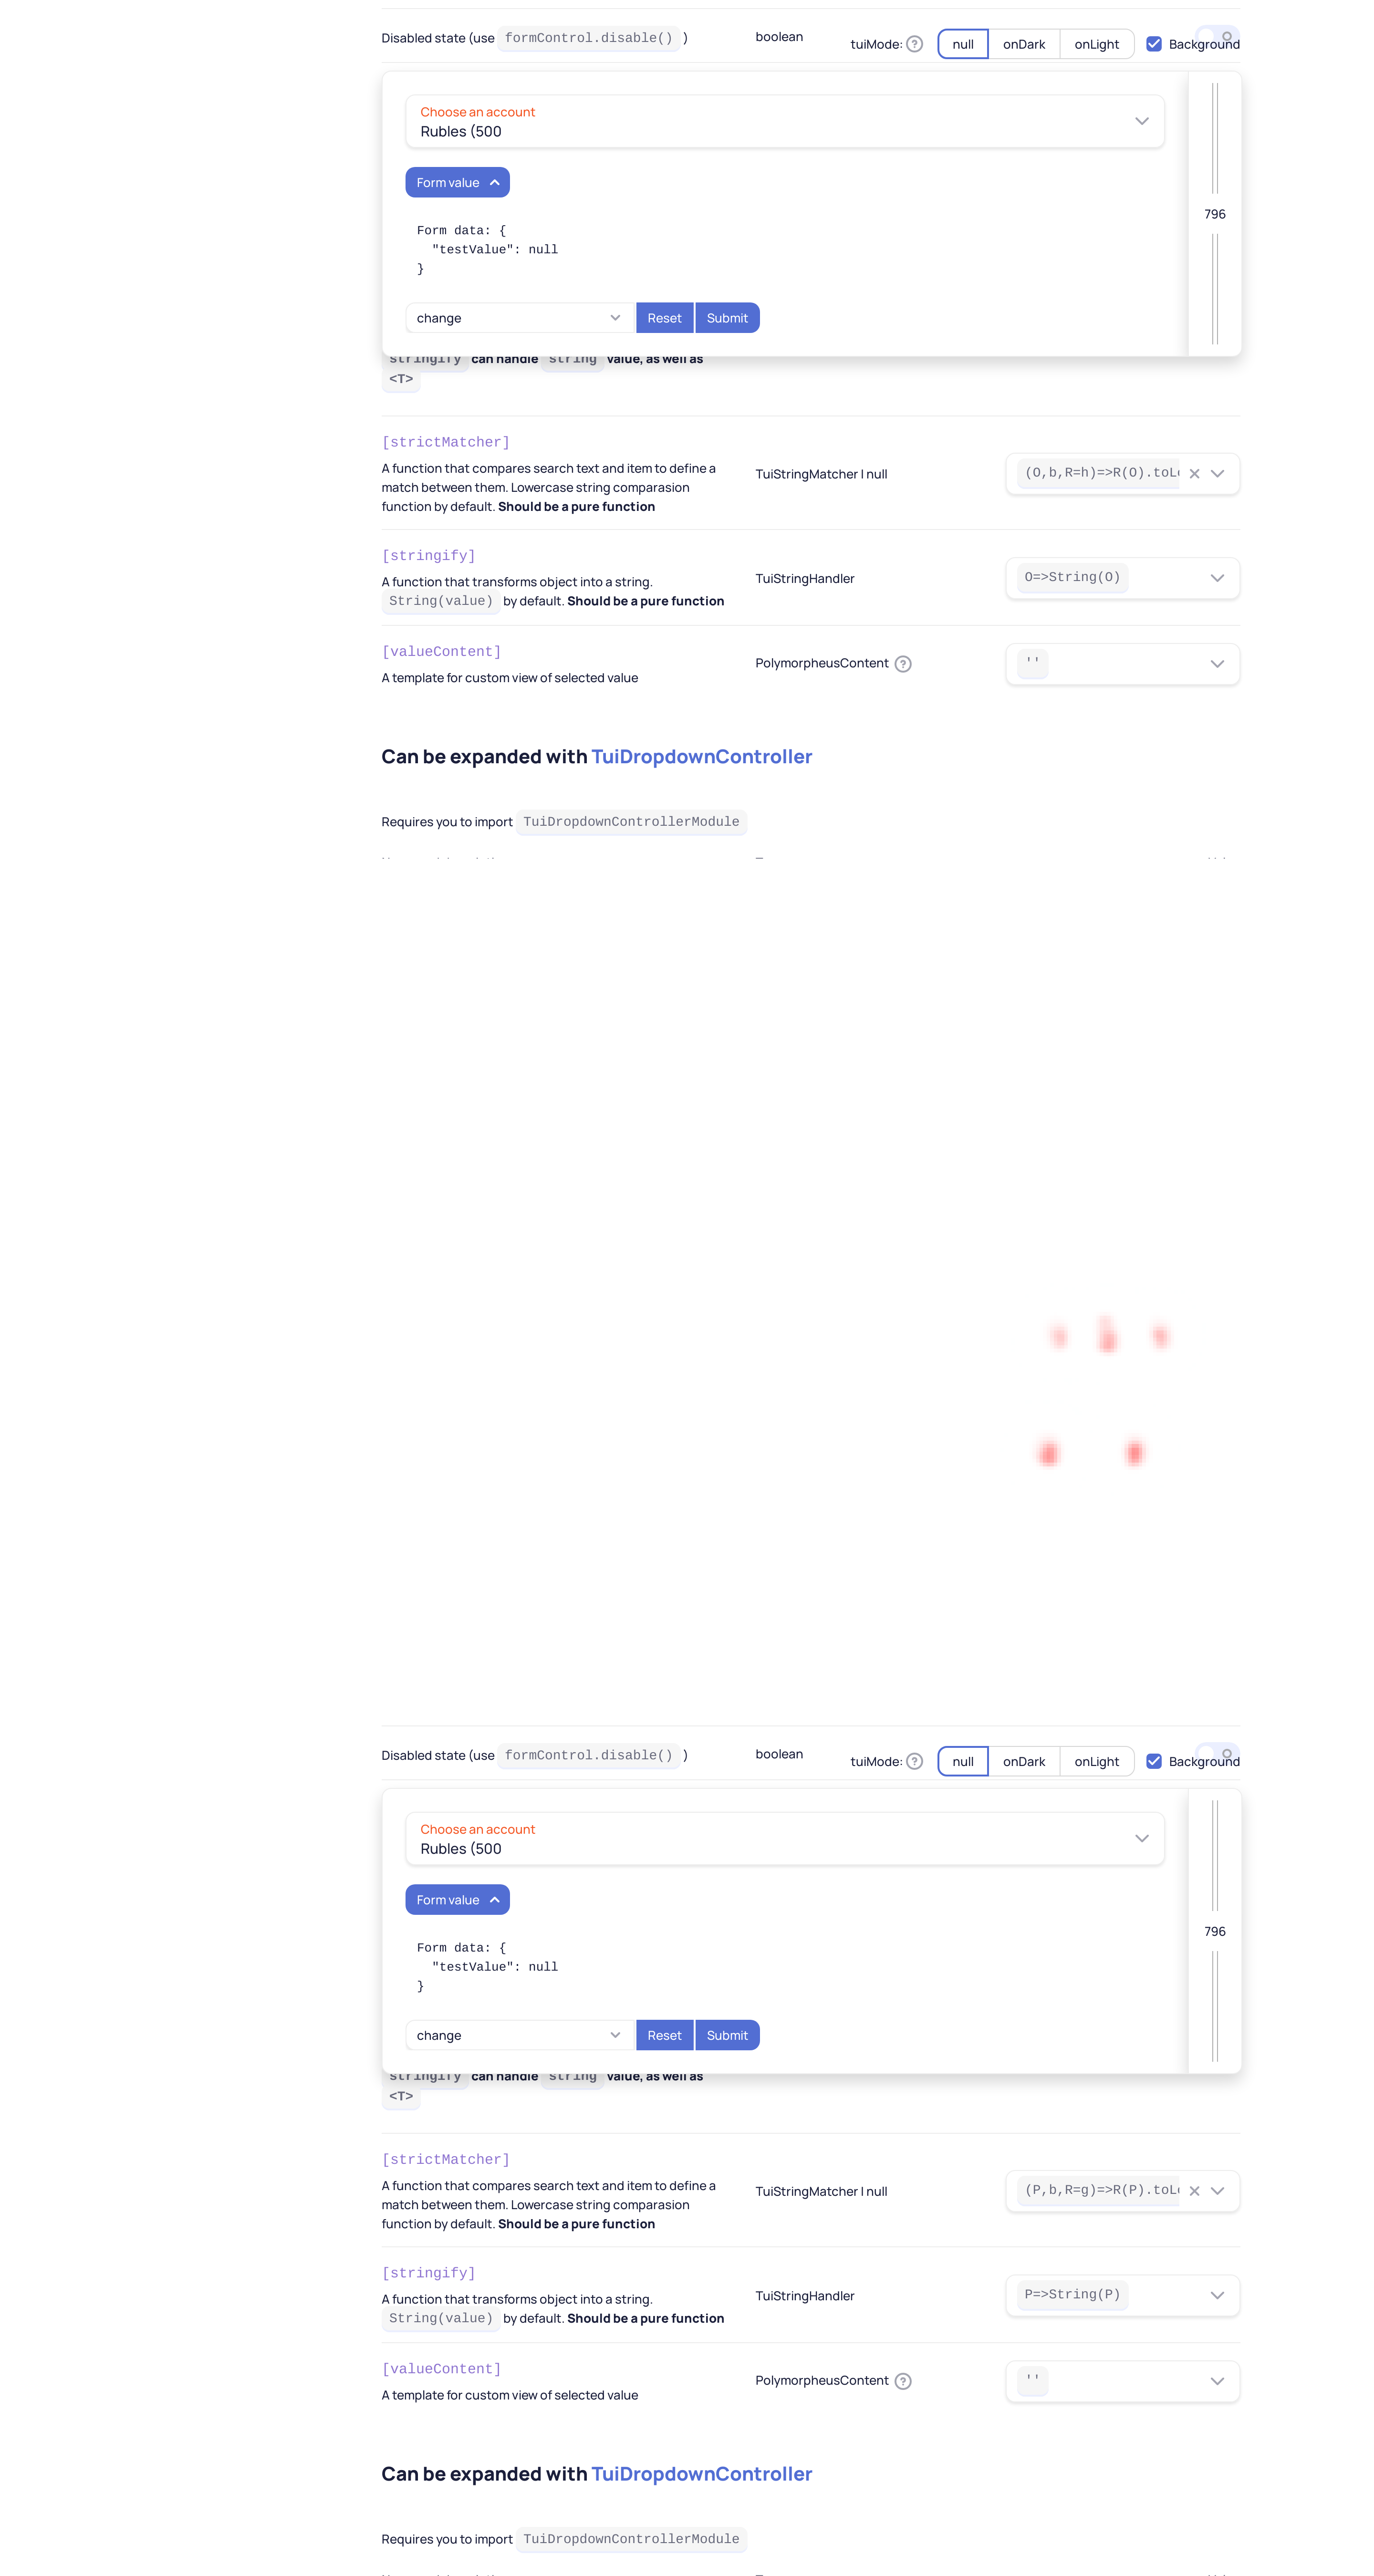 Disabled state (use formControl.disable() ) boolean tuiMode: ? null onDark onLight Background
Choose an account
Rubles (500
Form value
796
Form data: {
"testValue": null
}
change Reset Submit
stringify can handle string value, as well as
<T>
[strictMatcher]
A function that compares search text and item to define a
match between them. Lowercase string comparasion
function by default. Should be a pure function
TuiStringMatcher | null
(O,b,R=h)=>R(O).toLo
[stringify]
A function that transforms object into a string.
String(value) by default. Should be a pure function
TuiStringHandler
O=>String(O)
[valueContent]
A template for custom view of selected value
PolymorpheusContent ?
''
Can be expanded with TuiDropdownController
Requires you to import TuiDropdownControllerModule
Disabled state (use formControl.disable() ) boolean tuiMode: ? null onDark onLight Background
Choose an account
Rubles (500
Form value
796
Form data: {
"testValue": null
}
change Reset Submit
stringify can handle string value, as well as
<T>
[strictMatcher]
A function that compares search text and item to define a
match between them. Lowercase string comparasion
function by default. Should be a pure function
TuiStringMatcher | null
(P,b,R=g)=>R(P).toLo
[stringify]
A function that transforms object into a string.
String(value) by default. Should be a pure function
TuiStringHandler
P=>String(P)
[valueContent]
A template for custom view of selected value
PolymorpheusContent ?
''
Can be expanded with TuiDropdownController
Requires you to import TuiDropdownControllerModule